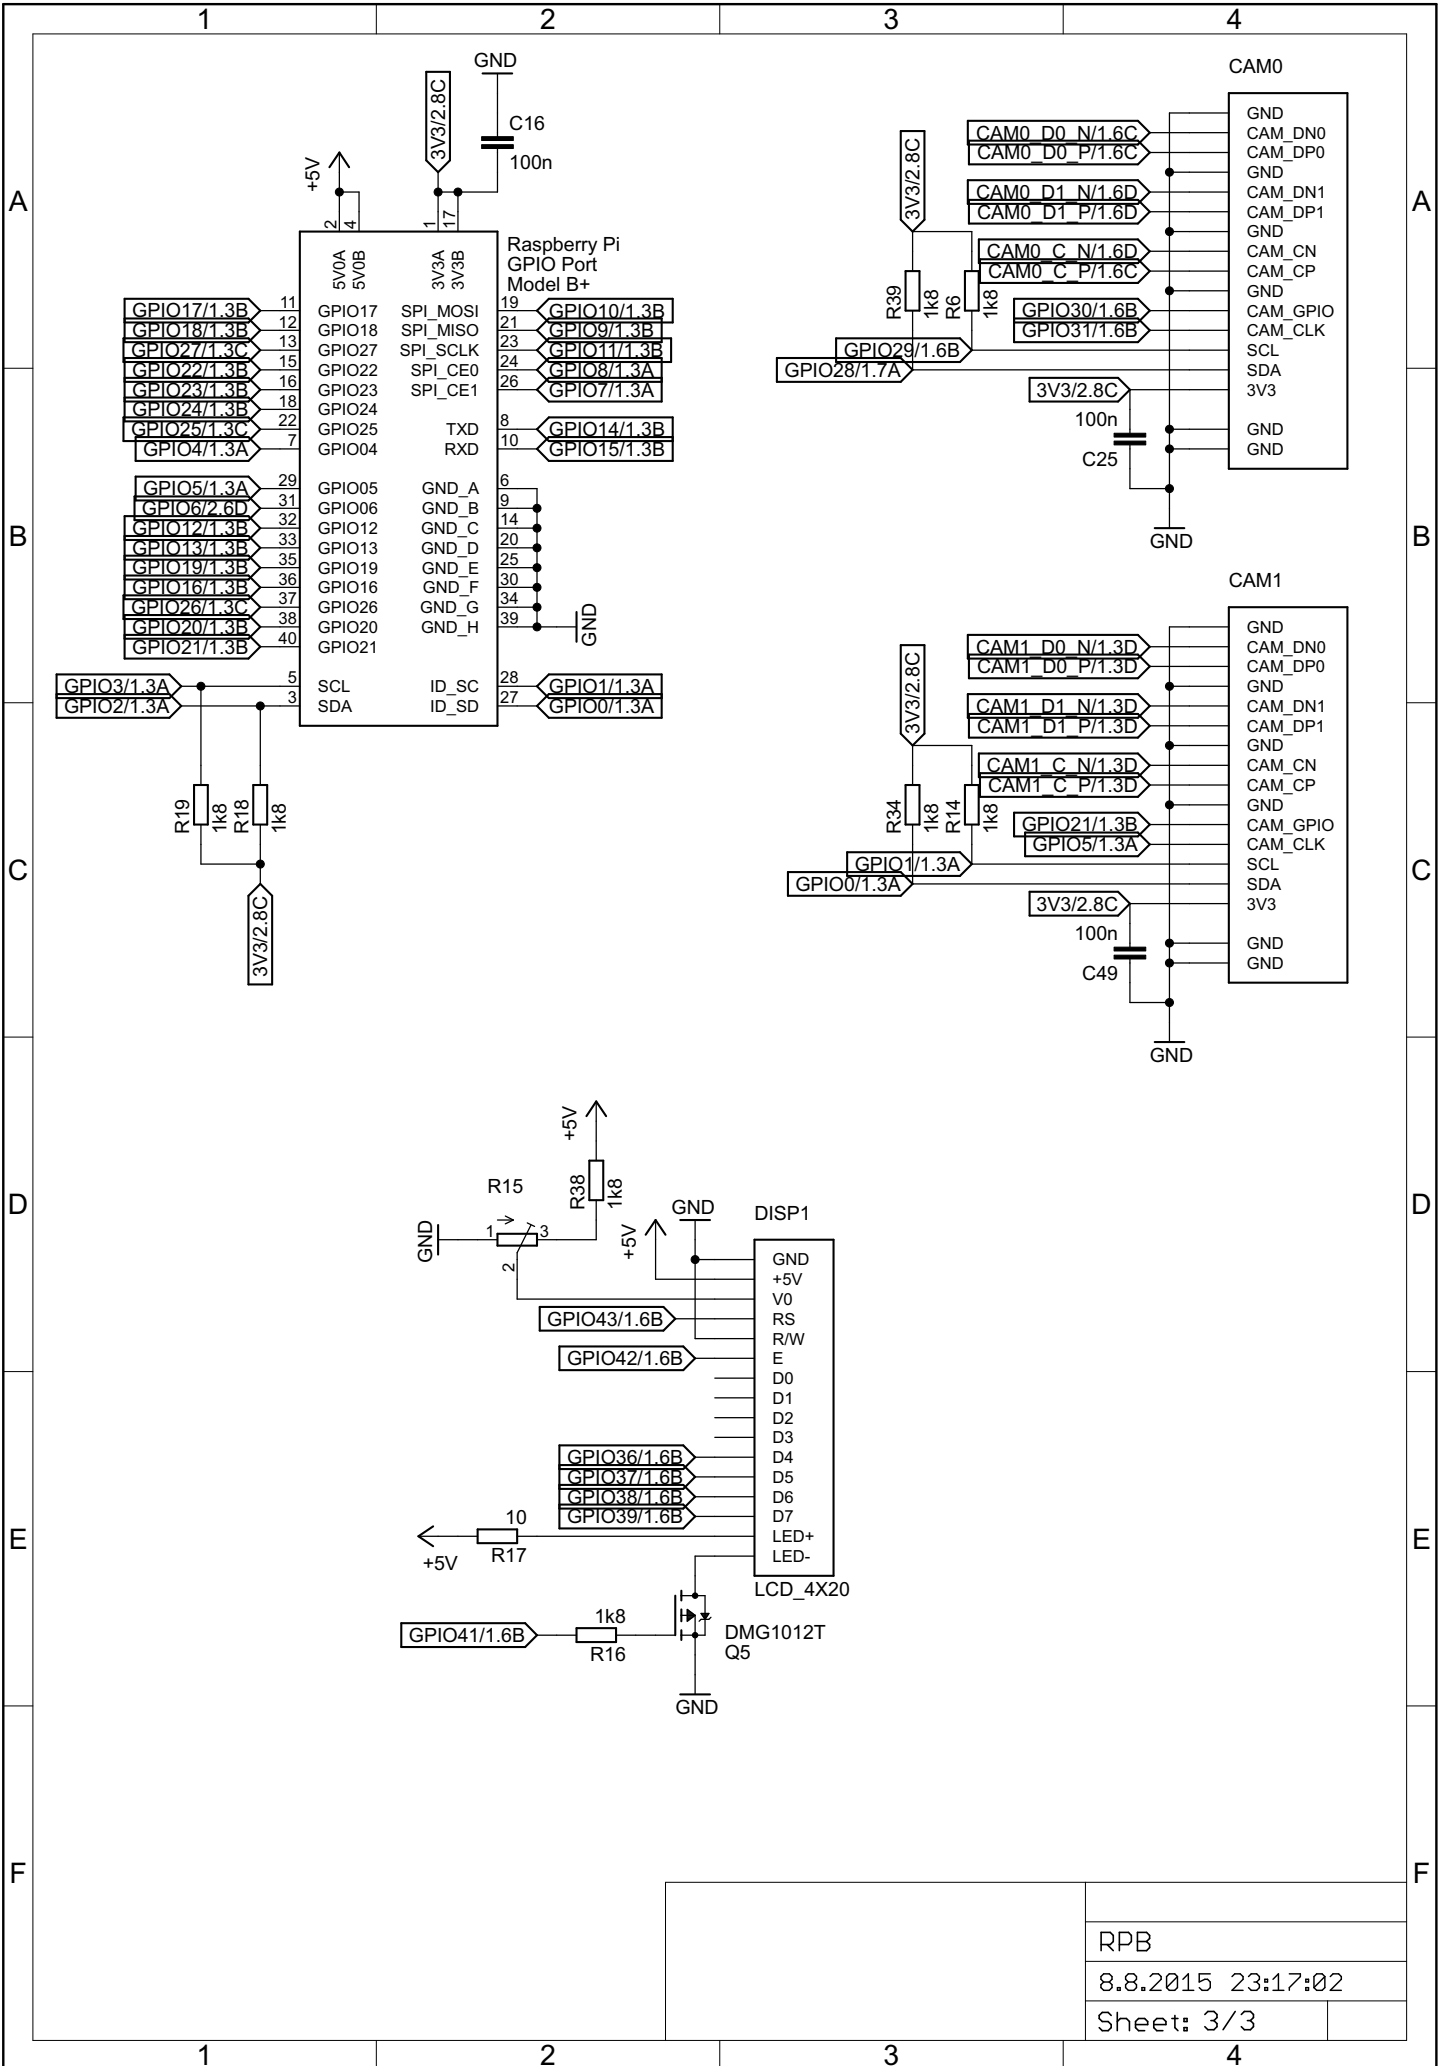 1 2 3 4
A A
B B
C C
D D
E E
F F
1 2 3 4
GND
3V3/2.8C
C16
100n
+5V
2 4 1 17
5V0A 5V0B 3V3A 3V3B
Raspberry Pi
GPIO Port
Model B+
GPIO17/1.3B 11 GPIO17 SPI_MOSI 19 GPIO10/1.3B
GPIO18/1.3B 12 GPIO18 SPI_MISO 21 GPIO9/1.3B
GPIO27/1.3C 13 GPIO27 SPI_SCLK 23 GPIO11/1.3B
GPIO22/1.3B 15 GPIO22 SPI_CE0 24 GPIO8/1.3A
GPIO23/1.3B 16 GPIO23 SPI_CE1 26 GPIO7/1.3A
GPIO24/1.3B 18 GPIO24
GPIO25/1.3C 22 GPIO25 TXD 8 GPIO14/1.3B
GPIO4/1.3A 7 GPIO04 RXD 10 GPIO15/1.3B
GPIO5/1.3A 29 GPIO05 GND_A 6
GPIO6/2.6D 31 GPIO06 GND_B 9
GPIO12/1.3B 32 GPIO12 GND_C 14
GPIO13/1.3B 33 GPIO13 GND_D 20
GPIO19/1.3B 35 GPIO19 GND_E 25
GPIO16/1.3B 36 GPIO16 GND_F 30
GPIO26/1.3C 37 GPIO26 GND_G 34
GPIO20/1.3B 38 GPIO20 GND_H 39 GND
GPIO21/1.3B 40 GPIO21
GPIO3/1.3A 5 SCL ID_SC 28 GPIO1/1.3A
GPIO2/1.3A 3 SDA ID_SD 27 GPIO0/1.3A
R19 1k8 R18 1k8
3V3/2.8C
CAM0
GND
CAM0_D0_N/1.6C CAM_DN0
CAM0_D0_P/1.6C CAM_DP0
GND
CAM0_D1_N/1.6D CAM_DN1
CAM0_D1_P/1.6D CAM_DP1
GND
CAM0_C_N/1.6D CAM_CN
CAM0_C_P/1.6C CAM_CP
GND
GPIO30/1.6B CAM_GPIO
GPIO31/1.6B CAM_CLK
GPIO29/1.6B SCL
GPIO28/1.7A SDA
3V3/2.8C 3V3
GND
GND
3V3/2.8C
R39 1k8 R6 1k8
100n
C25
GND
CAM1
GND
CAM1_D0_N/1.3D CAM_DN0
CAM1_D0_P/1.3D CAM_DP0
GND
CAM1_D1_N/1.3D CAM_DN1
CAM1_D1_P/1.3D CAM_DP1
GND
CAM1_C_N/1.3D CAM_CN
CAM1_C_P/1.3D CAM_CP
GND
GPIO21/1.3B CAM_GPIO
GPIO5/1.3A CAM_CLK
GPIO1/1.3A SCL
GPIO0/1.3A SDA
3V3/2.8C 3V3
GND
GND
3V3/2.8C
R34 1k8 R14 1k8
100n
C49
GND
+5V
R38 1k8
R15
GND 1 3
2
+5V
GND
DISP1
GND
+5V
V0
GPIO43/1.6B RS
R/W
GPIO42/1.6B E
D0
D1
D2
D3
GPIO36/1.6B D4
GPIO37/1.6B D5
GPIO38/1.6B D6
GPIO39/1.6B D7
LED+
LED-
LCD_4X20
10
+5V R17
GPIO41/1.6B
1k8
R16
DMG1012T
Q5
GND
RPB
8.8.2015 23:17:02
Sheet: 3/3